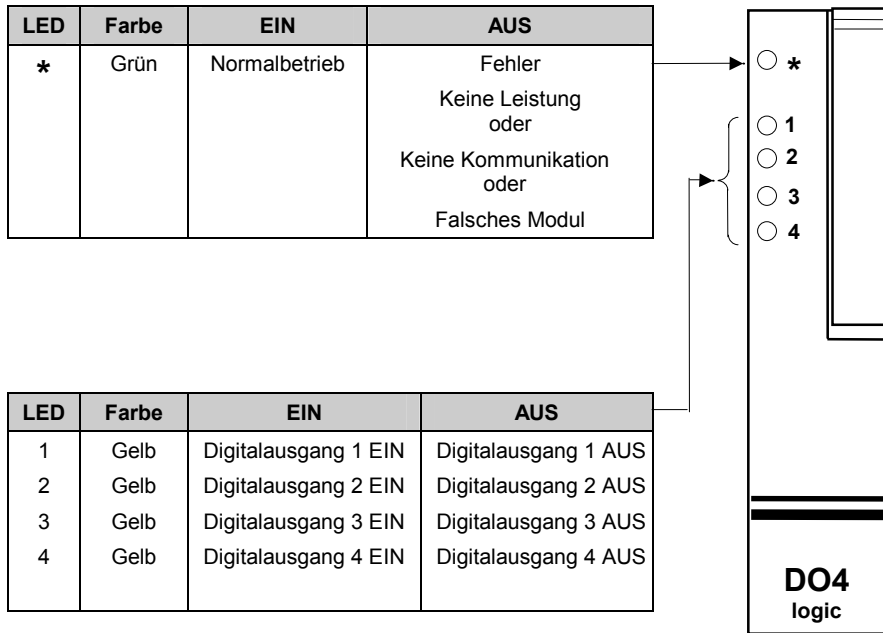 LED Farbe EIN AUS
* Grün Normalbetrieb Fehler
Keine Leistung
oder
Keine Kommunikation
oder
Falsches Modul
*
1
2
3
4
LED Farbe EIN AUS
1 Gelb Digitalausgang 1 EIN Digitalausgang 1 AUS
2 Gelb Digitalausgang 2 EIN Digitalausgang 2 AUS
3 Gelb Digitalausgang 3 EIN Digitalausgang 3 AUS
4 Gelb Digitalausgang 4 EIN Digitalausgang 4 AUS
DO4
logic